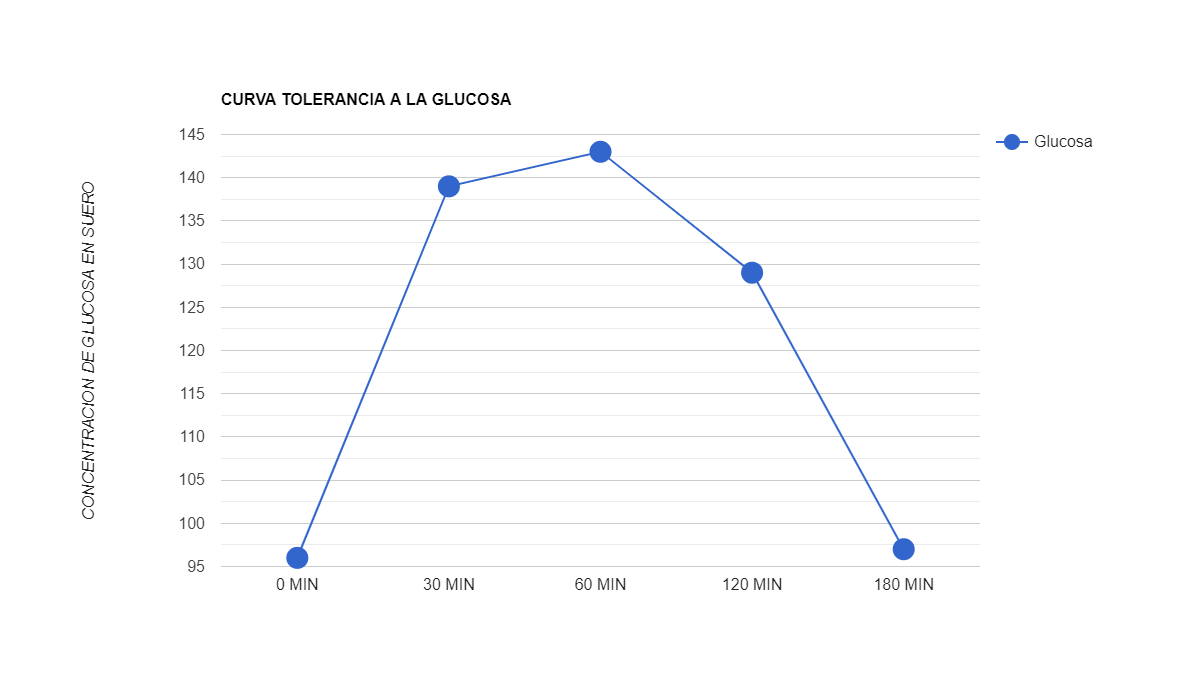 CURVA TOLERANCIA A LA GLUCOSA
Glucosa
CONCENTRACION DE GLUCOSA EN SUERO
145
140
135
130
125
120
115
110
105
100
95
0 MIN 30 MIN 60 MIN 120 MIN 180 MIN